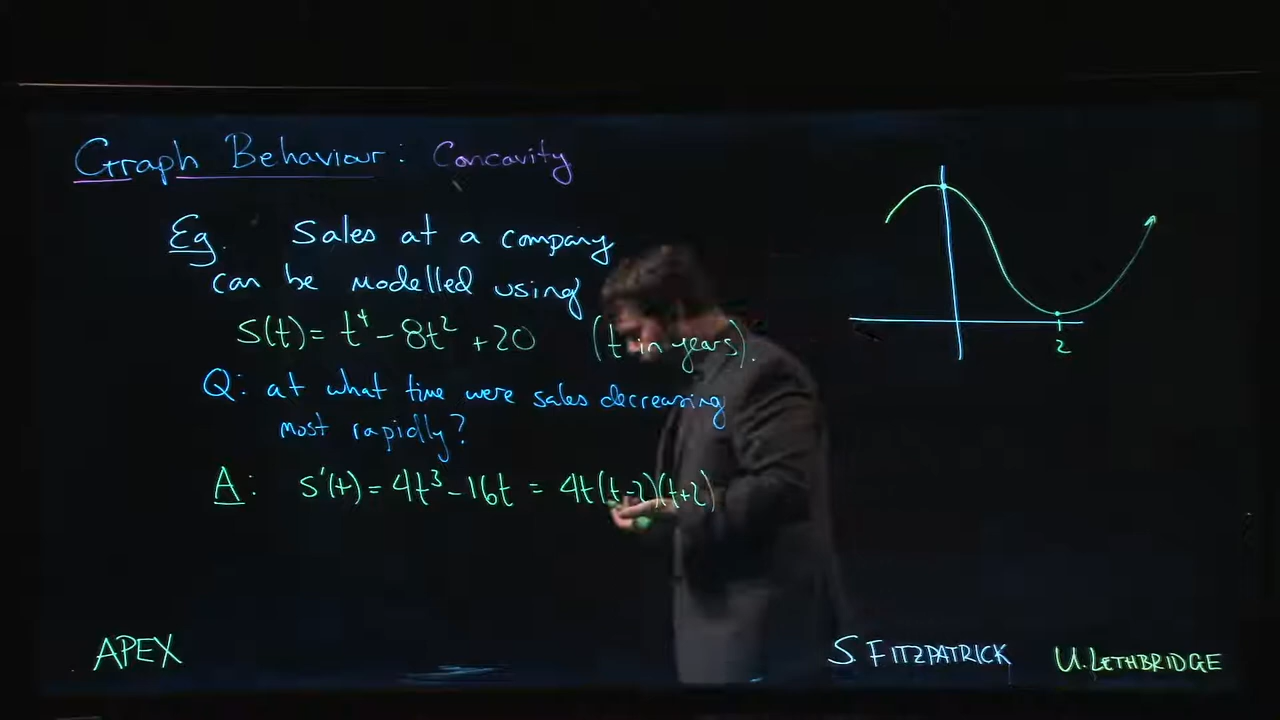 Graph Behaviour: Concavity
Eg. Sales at a company
can be modelled using
S(t) = t⁴ - 8t² + 20 (t in years).
Q: at what time were sales decreasing
most rapidly?
A: S'(t) = 4t³ - 16t = 4t(t-2)(t+2)
2
APEX
S. FITZPATRICK
U. LETHBRIDGE